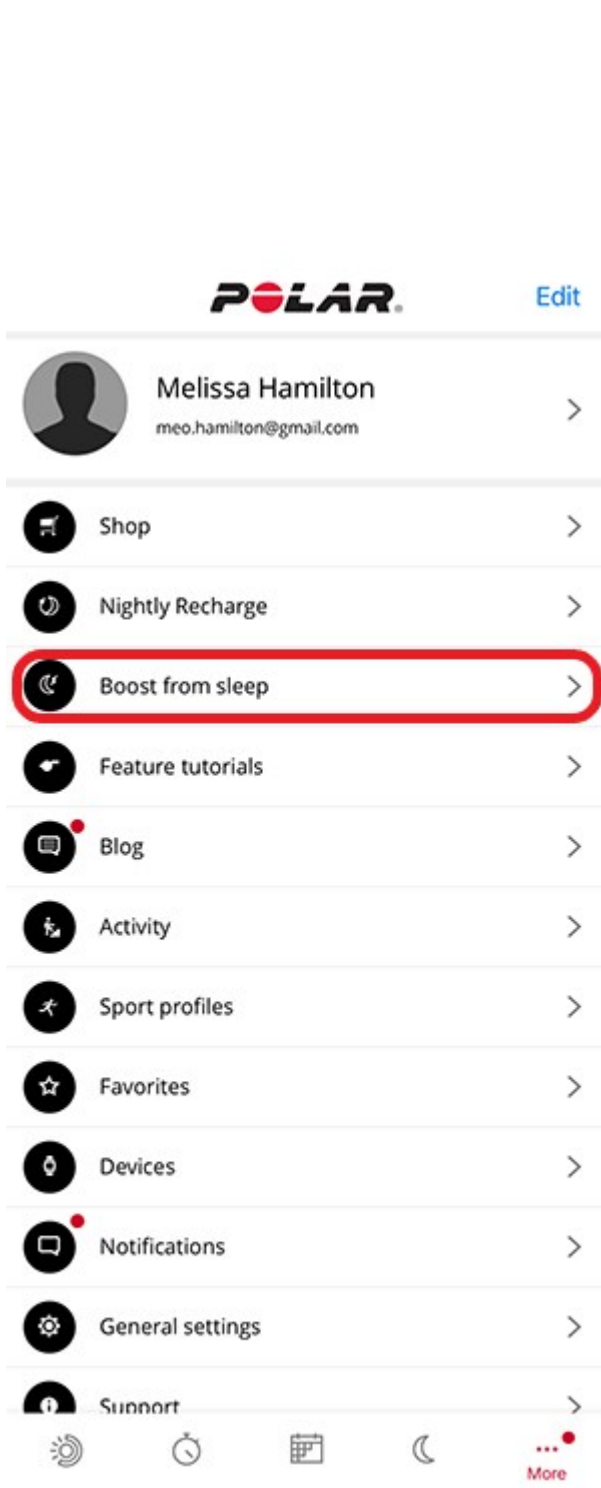 POLAR.
Edit
Melissa Hamilton
meo.hamilton@gmail.com
Shop
Nightly Recharge
Boost from sleep
Feature tutorials
Blog
Activity
Sport profiles
Favorites
Devices
Notifications
General settings
Support
More